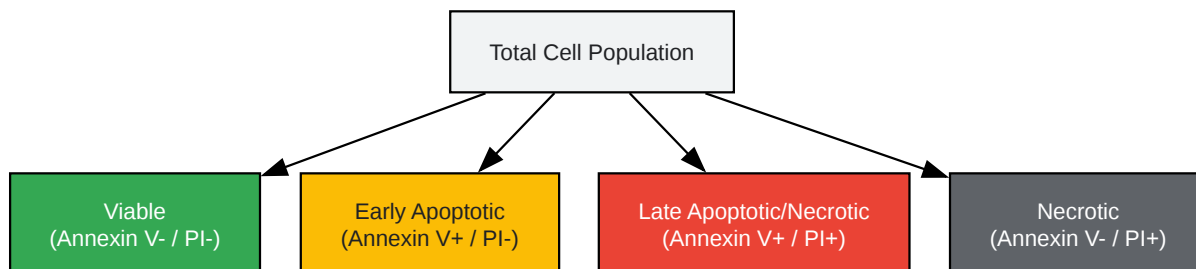 Total Cell Population
Viable
(Annexin V- / PI-)
Early Apoptotic
(Annexin V+ / PI-)
Late Apoptotic/Necrotic
(Annexin V+ / PI+)
Necrotic
(Annexin V- / PI+)